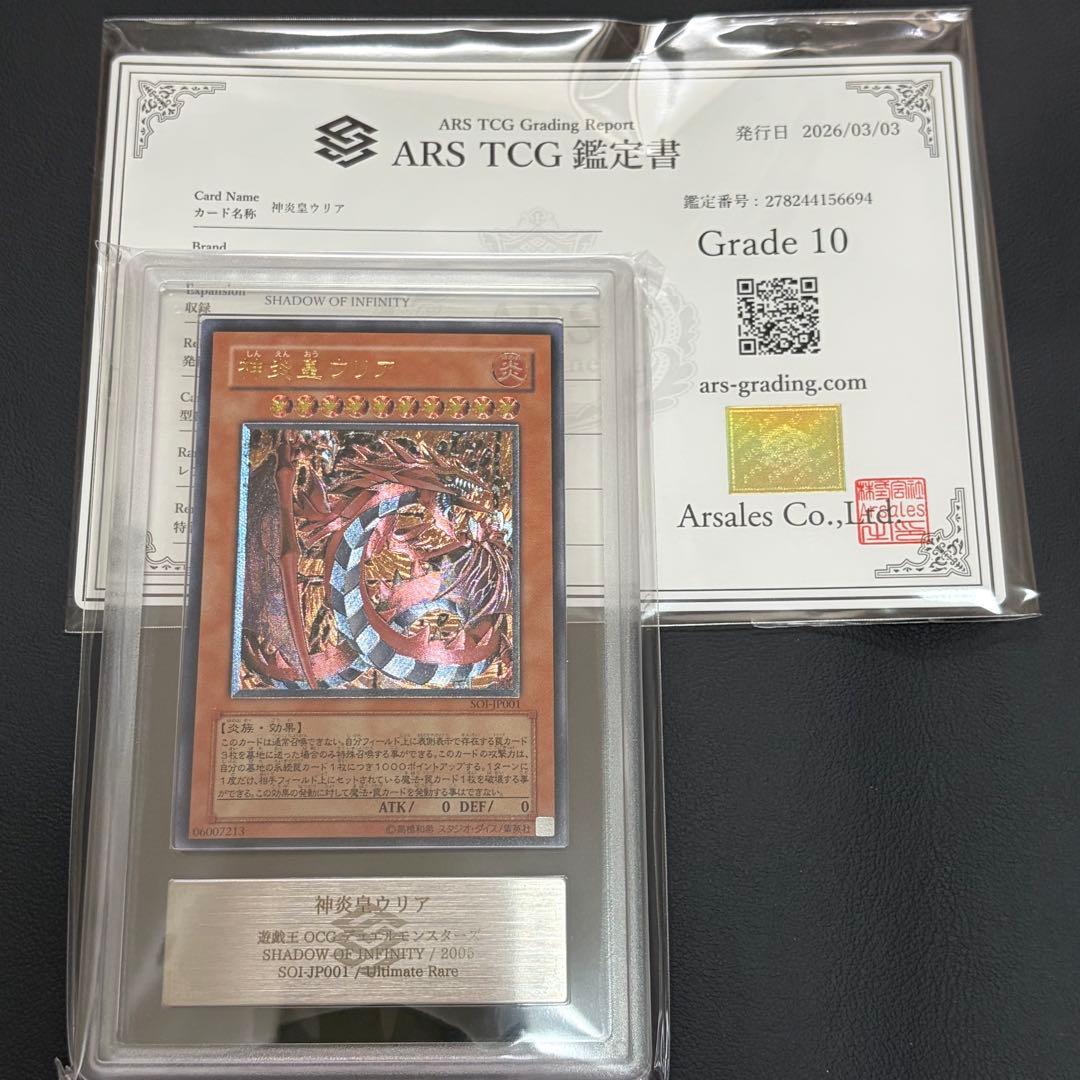 ARS TCG Grading Report
ARS TCG 鑑定書
発行日 2026/03/03
Card Name
カード名称 神炎皇ウリア
鑑定番号 : 278244156694
Brand
Grade 10
Expansion
収録 SHADOW OF INFINITY
ars-grading.com
Arsales Co.,Ltd.
Arsales
しん えん おう
神炎皇ウリア
炎
SOI-JP001
【炎族・効果】
このカードは通常召喚できない。自分フィールド上に表側表示で存在する罠カード
3枚を墓地に送った場合のみ特殊召喚する事ができる。このカードの攻撃力は、
自分の墓地の永続罠カード1枚につき1000ポイントアップする。1ターンに
1度だけ、相手フィールド上にセットされている魔法・罠カード1枚を破壊する事
ができる。この効果の発動に対して魔法・罠カードを発動する事はできない。
ATK/ 0 DEF/ 0
06007213
©高橋和希 スタジオ・ダイス/集英社
神炎皇ウリア
遊戯王 OCG デュエルモンスターズ
SHADOW OF INFINITY / 2005
SOI-JP001 / Ultimate Rare